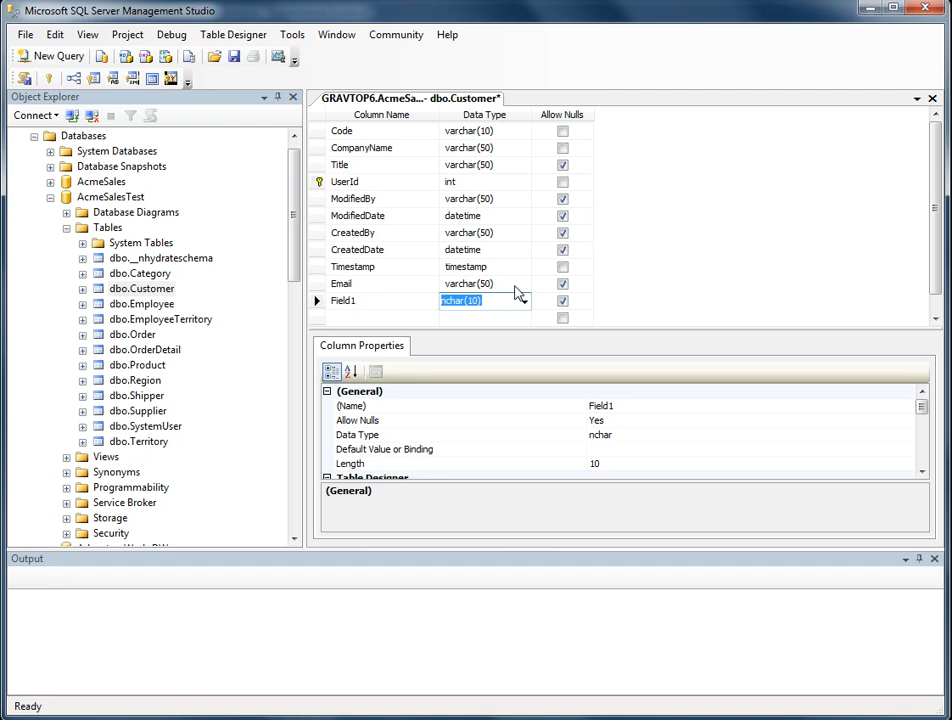 Microsoft SQL Server Management Studio
File Edit View Project Debug Table Designer Tools Window Community Help
New Query
Object Explorer
GRAVTOP6.AcmeSa...- dbo.Customer*
Connect
Column Name Data Type Allow Nulls
Databases
System Databases
Database Snapshots
AcmeSales
AcmeSalesTest
Database Diagrams
Tables
System Tables
dbo.__nhydrateschema
dbo.Category
dbo.Customer
dbo.Employee
dbo.EmployeeTerritory
dbo.Order
dbo.OrderDetail
dbo.Product
dbo.Region
dbo.Shipper
dbo.Supplier
dbo.SystemUser
dbo.Territory
Views
Synonyms
Programmability
Service Broker
Storage
Security
Code varchar(10)
CompanyName varchar(50)
Title varchar(50)
UserId int
ModifiedBy varchar(50)
ModifiedDate datetime
CreatedBy varchar(50)
CreatedDate datetime
Timestamp timestamp
Email varchar(50)
Field1 nchar(10)
Column Properties
(General)
(Name) Field1
Allow Nulls Yes
Data Type nchar
Default Value or Binding
Length 10
Table Designer
(General)
Output
Ready